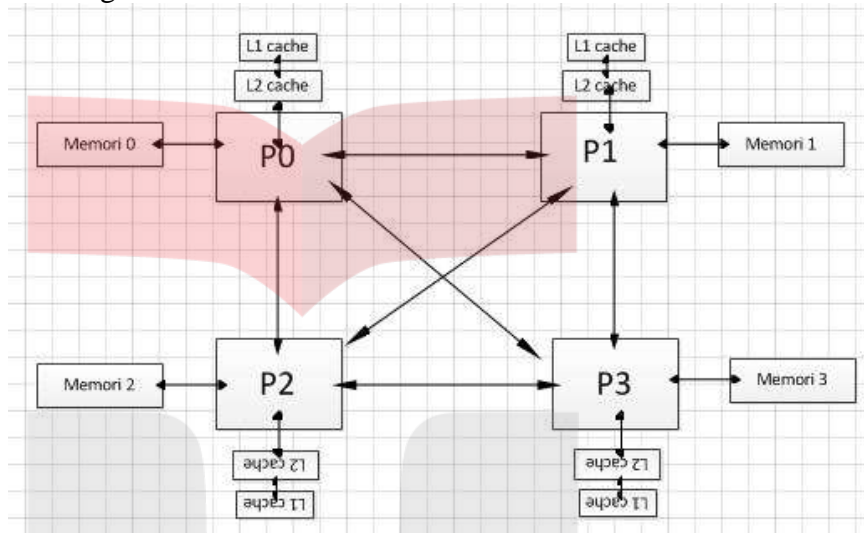 L1 cache
L1 cache
L2 cache
L2 cache
Memori 0
P0
P1
Memori 1
Memori 2
P2
P3
Memori 3
L2 cache
L2 cache
L1 cache
L1 cache